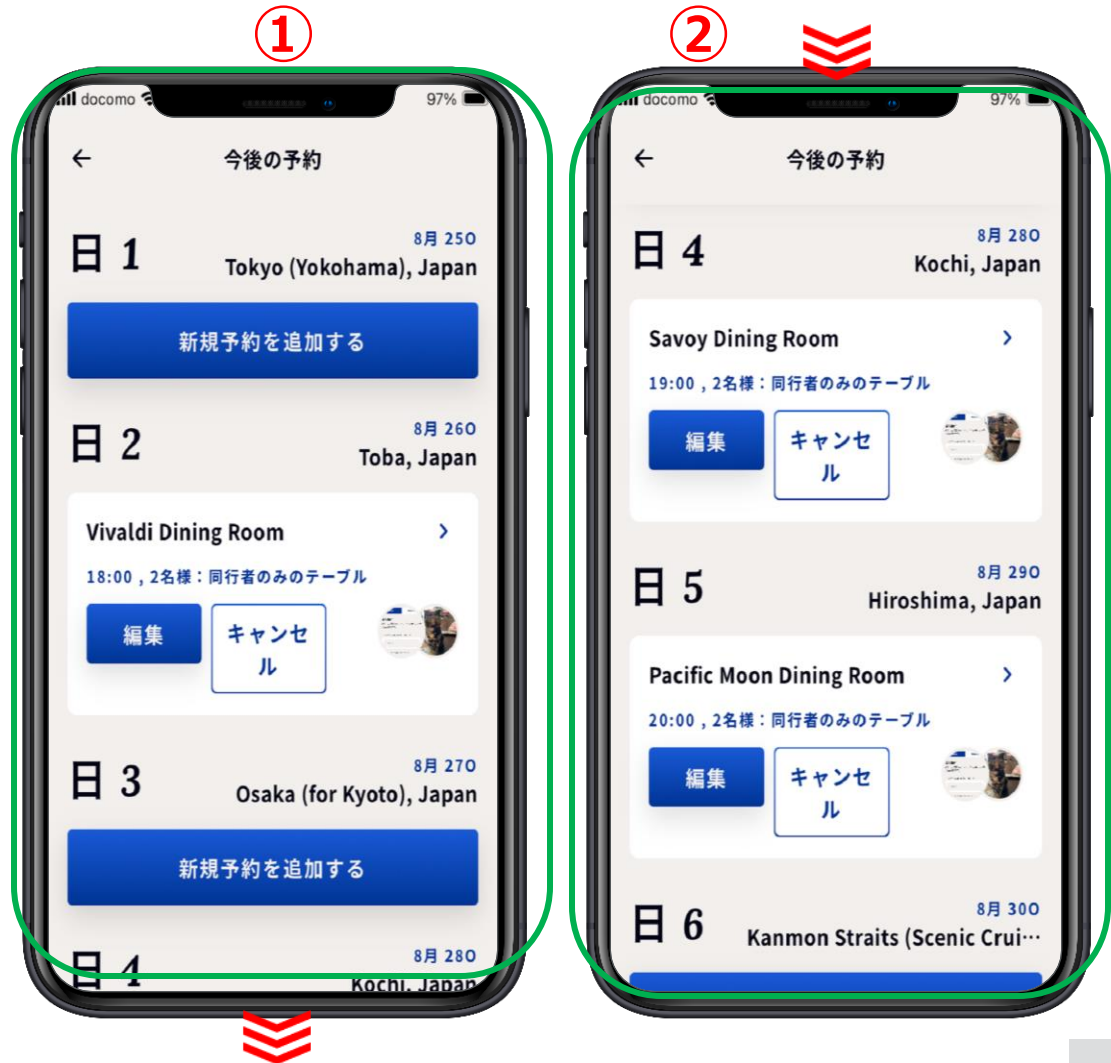 ①
docomo
97%
今後の予約
日 1
8月 25O
Tokyo (Yokohama), Japan
新規予約を追加する
日 2
8月 26O
Toba, Japan
Vivaldi Dining Room
18:00 , 2名様：同行者のみのテーブル
編集
キャンセ
ル
日 3
8月 27O
Osaka (for Kyoto), Japan
新規予約を追加する
日 4
8月 28O
Kochi, Japan
②
docomo
97%
今後の予約
日 4
8月 28O
Kochi, Japan
Savoy Dining Room
19:00 , 2名様：同行者のみのテーブル
編集
キャンセ
ル
日 5
8月 29O
Hiroshima, Japan
Pacific Moon Dining Room
20:00 , 2名様：同行者のみのテーブル
編集
キャンセ
ル
日 6
8月 30O
Kanmon Straits (Scenic Crui…